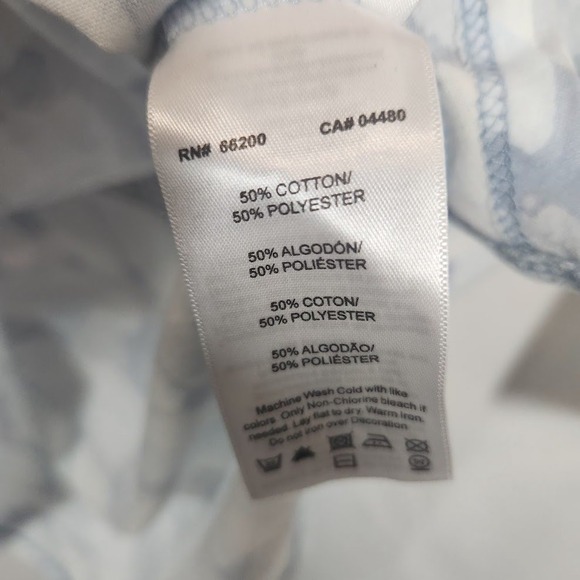 RN# 66200 CA# 04480
50% COTTON/
50% POLYESTER
50% ALGODÓN/
50% POLIÉSTER
50% COTON/
50% POLYESTER
50% ALGODÃO/
50% POLIÉSTER
Machine Wash Cold with like
colors. Only Non-Chlorine bleach if
needed. Lay flat to dry. Warm iron.
Do not iron over Decoration